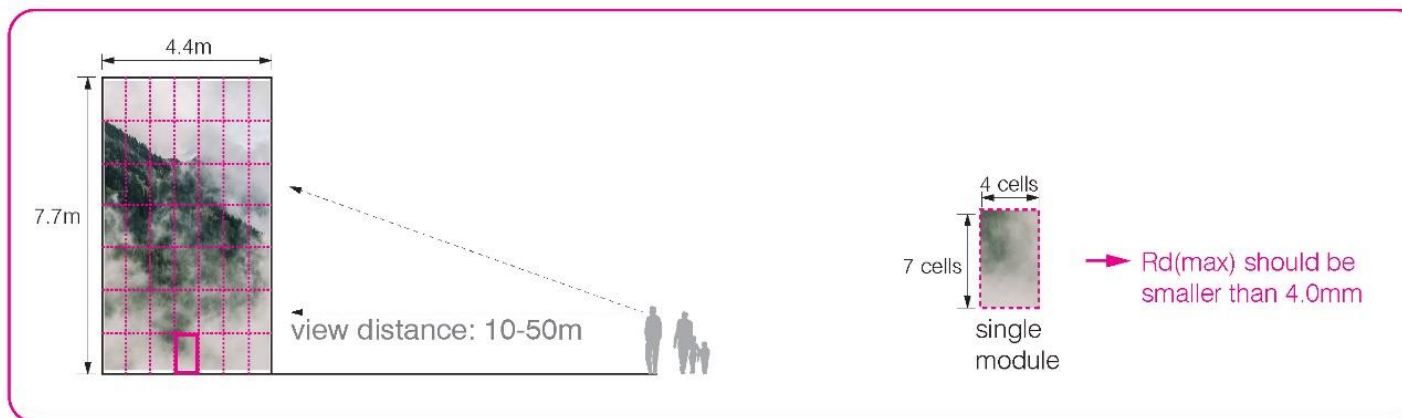 4.4m
7.7m
view distance: 10-50m
4 cells
7 cells
single
module
Rd(max) should be
smaller than 4.0mm